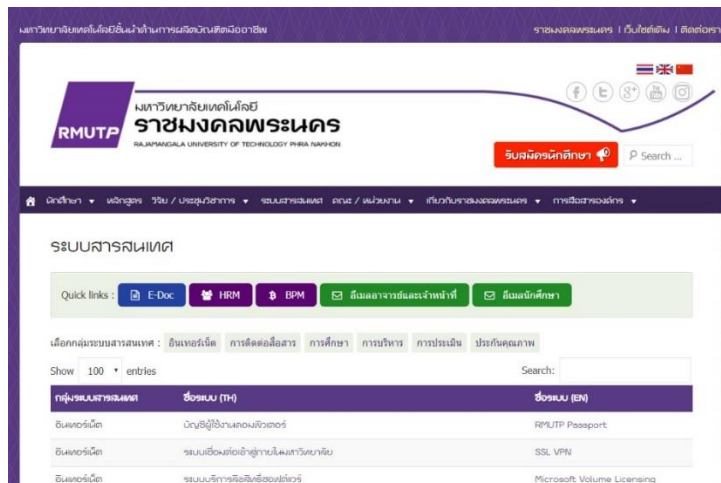 มหาวิทยาลัยเทคโนโลยีชั้นนำด้านการผลิตบัณฑิตมืออาชีพ
ราชมงคลพระนคร | เว็บไซต์เดิม | ติดต่อเรา
RMUTP
มหาวิทยาลัยเทคโนโลยี
ราชมงคลพระนคร
RAJAMANGALA UNIVERSITY OF TECHNOLOGY PHRA NAKHON
รับสมัครนักศึกษา
Search ...
นักศึกษา หลักสูตร วิจัย / ประชุมวิชาการ ระบบสารสนเทศ คณะ / หน่วยงาน เกี่ยวกับราชมงคลพระนคร การสื่อสารองค์กร
ระบบสารสนเทศ
Quick links : E-Doc HRM BPM อีเมลอาจารย์และเจ้าหน้าที่ อีเมลนักศึกษา
เลือกกลุ่มระบบสารสนเทศ : อินเทอร์เน็ต การติดต่อสื่อสาร การศึกษา การบริหาร การประเมิน ประกันคุณภาพ
Show 100 entries Search:
กลุ่มระบบสารสนเทศ ชื่อระบบ (TH) ชื่อระบบ (EN)
อินเทอร์เน็ต บัญชีผู้ใช้งานคอมพิวเตอร์ RMUTP Passport
อินเทอร์เน็ต ระบบเชื่อมต่อเข้าสู่ภายในมหาวิทยาลัย SSL VPN
อินเทอร์เน็ต ระบบบริการลิขสิทธิ์ซอฟต์แวร์ Microsoft Volume Licensing